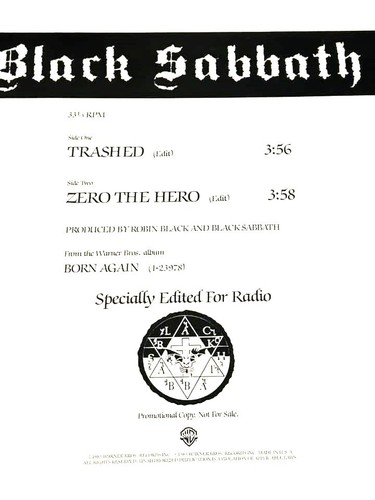 Black Sabbath
33⅓ RPM
Side One
TRASHED (Edit) 3:56
Side Two
ZERO THE HERO (Edit) 3:58
PRODUCED BY ROBIN BLACK AND BLACK SABBATH
From the Warner Bros. album
BORN AGAIN (1-23978)
Specially Edited For Radio
BLACK SABBATH
Promotional Copy. Not For Sale.